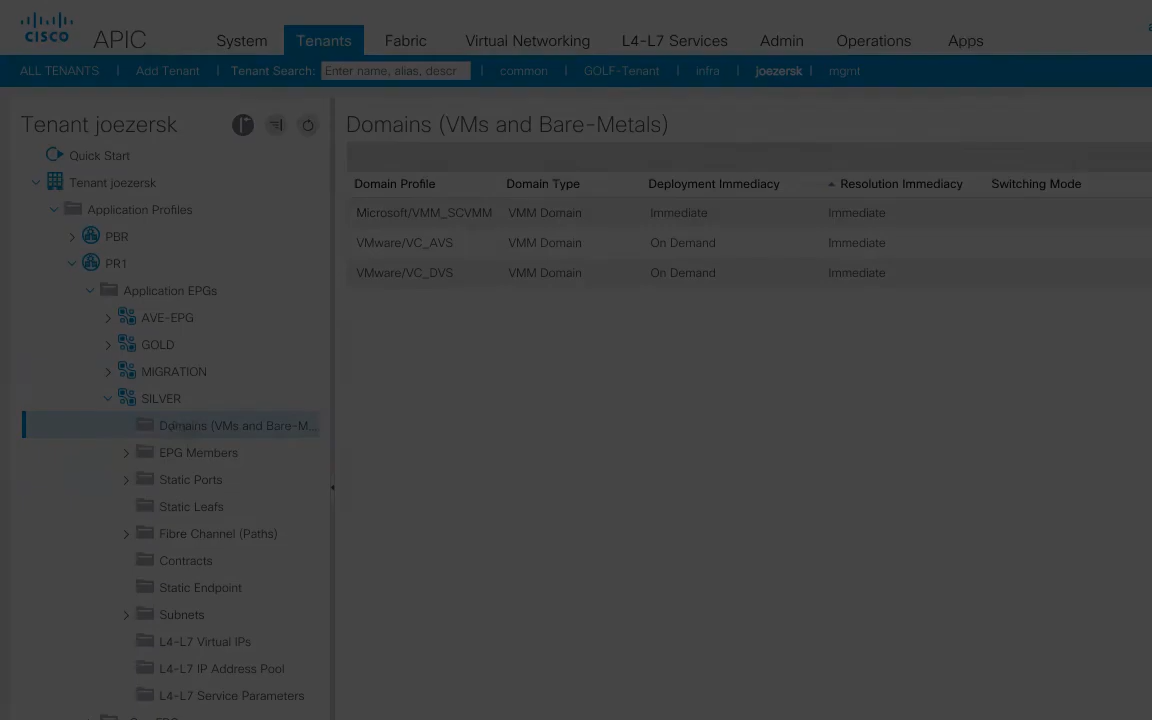 cisco
APIC
System Tenants Fabric Virtual Networking L4-L7 Services Admin Operations Apps
ALL TENANTS | Add Tenant | Tenant Search: Enter name, alias, descr | common | GOLF-Tenant | infra | joezersk | mgmt
Tenant joezersk
Quick Start
Tenant joezersk
Application Profiles
PBR
PR1
Application EPGs
AVE-EPG
GOLD
MIGRATION
SILVER
Domains (VMs and Bare-M...
EPG Members
Static Ports
Static Leafs
Fibre Channel (Paths)
Contracts
Static Endpoint
Subnets
L4-L7 Virtual IPs
L4-L7 IP Address Pool
L4-L7 Service Parameters
Domains (VMs and Bare-Metals)
Domain Profile Domain Type Deployment Immediacy Resolution Immediacy Switching Mode
Microsoft/VMM_SCVMM VMM Domain Immediate Immediate
VMware/VC_AVS VMM Domain On Demand Immediate
VMware/VC_DVS VMM Domain On Demand Immediate